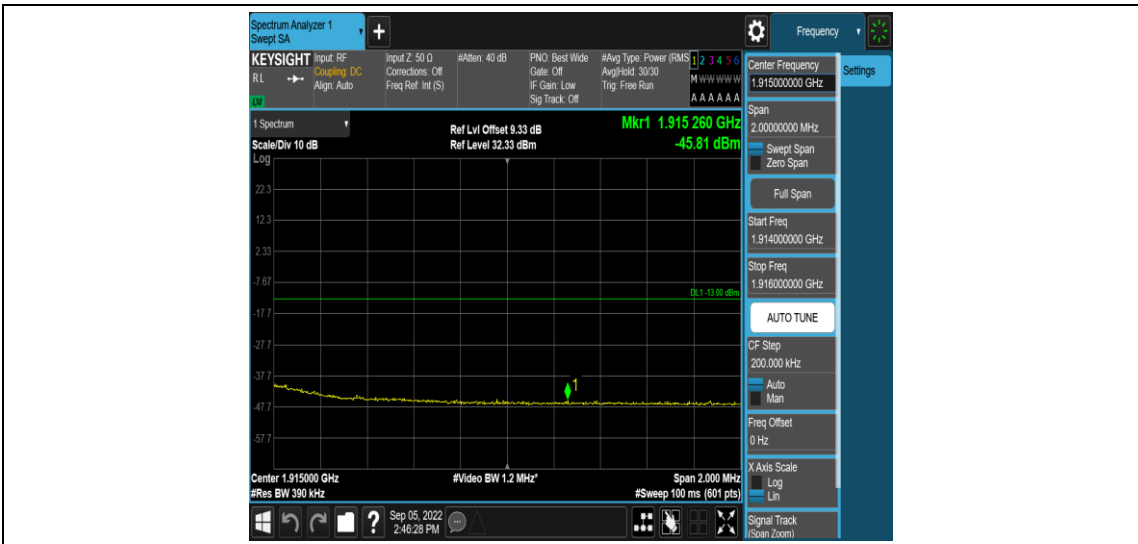 Spectrum Analyzer 1
Swept SA
+
Frequency
KEYSIGHT
RL
LXI
Input: RF
Coupling: DC
Align: Auto
Input Z: 50 Ω
Corrections: Off
Freq Ref: Int (S)
#Atten: 40 dB
PNO: Best Wide
Gate: Off
IF Gain: Low
Sig Track: Off
#Avg Type: Power (RMS
Avg|Hold: 30/30
Trig: Free Run
1 2 3 4 5 6
M W W W W W
A A A A A A
Center Frequency
1.915000000 GHz
Settings
Span
2.00000000 MHz
Swept Span
Zero Span
Full Span
Start Freq
1.914000000 GHz
Stop Freq
1.916000000 GHz
AUTO TUNE
CF Step
200.000 kHz
Auto
Man
Freq Offset
0 Hz
X Axis Scale
Log
Lin
Signal Track
(Span Zoom)
1 Spectrum
Scale/Div 10 dB
Log
Ref Lvl Offset 9.33 dB
Ref Level 32.33 dBm
Mkr1 1.915 260 GHz
-45.81 dBm
22.3
12.3
2.33
-7.67
DL1 -13.00 dBm
-17.7
-27.7
-37.7
1
-47.7
-57.7
Center 1.915000 GHz
#Video BW 1.2 MHz*
Span 2.000 MHz
#Res BW 390 kHz
#Sweep 100 ms (601 pts)
?
Sep 05, 2022
2:46:28 PM